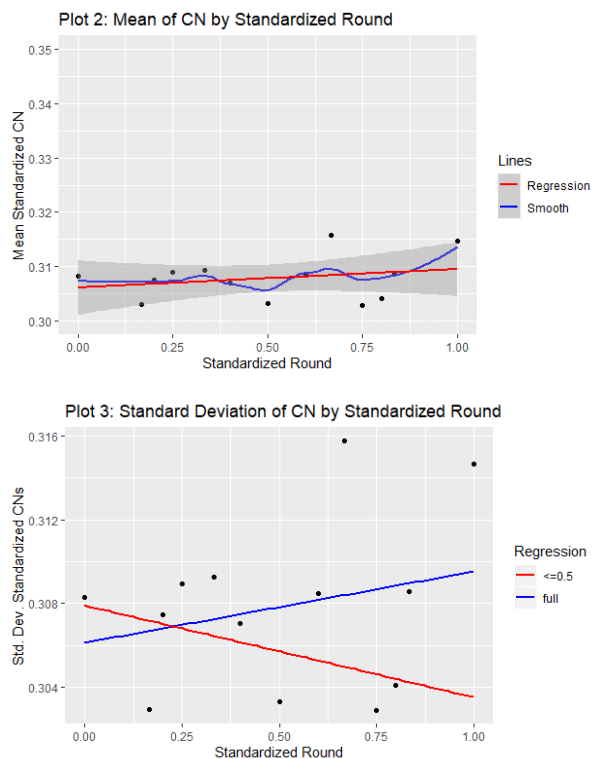 Plot 2: Mean of CN by Standardized Round
0.35
0.34
0.33
0.32
0.31
0.30
Mean Standardized CN
0.00 0.25 0.50 0.75 1.00
Standardized Round
Lines
Regression
Smooth
Plot 3: Standard Deviation of CN by Standardized Round
0.316
0.312
0.308
0.304
Std. Dev. Standardized CNs
0.00 0.25 0.50 0.75 1.00
Standardized Round
Regression
<=0.5
full